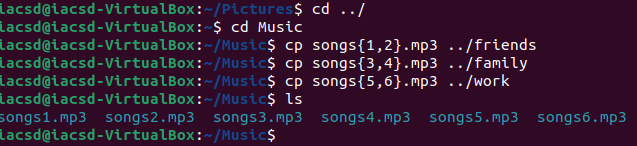 iacsd@iacsd-VirtualBox:~/Pictures$ cd ../
iacsd@iacsd-VirtualBox:~$ cd Music
iacsd@iacsd-VirtualBox:~/Music$ cp songs{1,2}.mp3 ../friends
iacsd@iacsd-VirtualBox:~/Music$ cp songs{3,4}.mp3 ../family
iacsd@iacsd-VirtualBox:~/Music$ cp songs{5,6}.mp3 ../work
iacsd@iacsd-VirtualBox:~/Music$ ls
songs1.mp3  songs2.mp3  songs3.mp3  songs4.mp3  songs5.mp3  songs6.mp3
iacsd@iacsd-VirtualBox:~/Music$